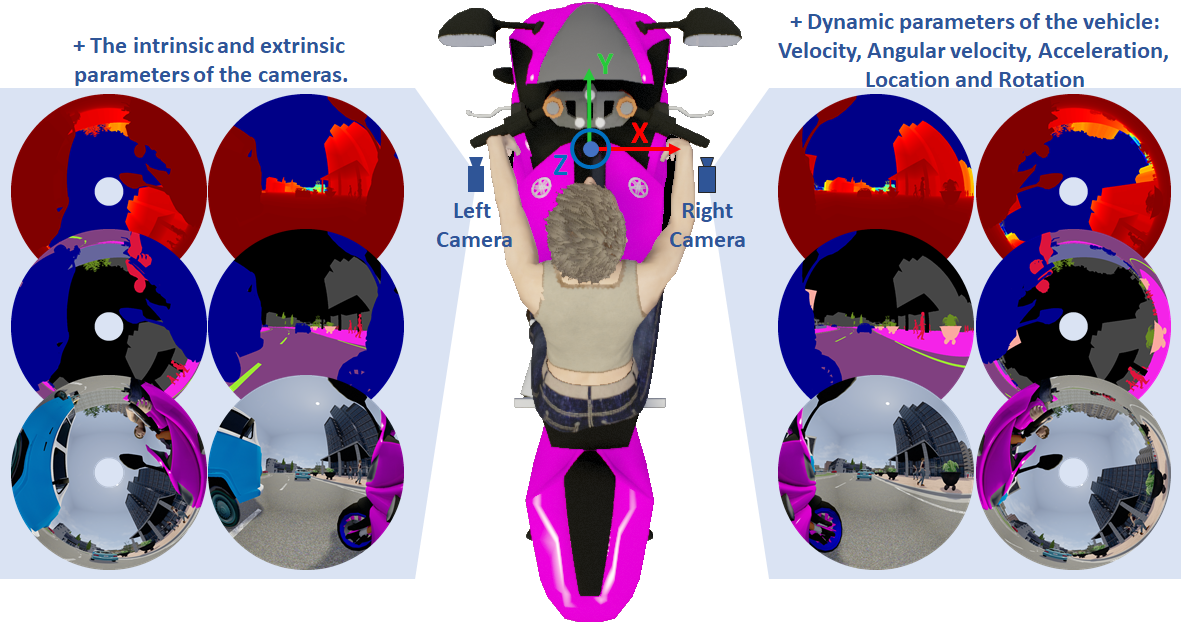 + The intrinsic and extrinsic
parameters of the cameras.
+ Dynamic parameters of the vehicle:
Velocity, Angular velocity, Acceleration,
Location and Rotation
Y
X
Z
Left
Camera
Right
Camera